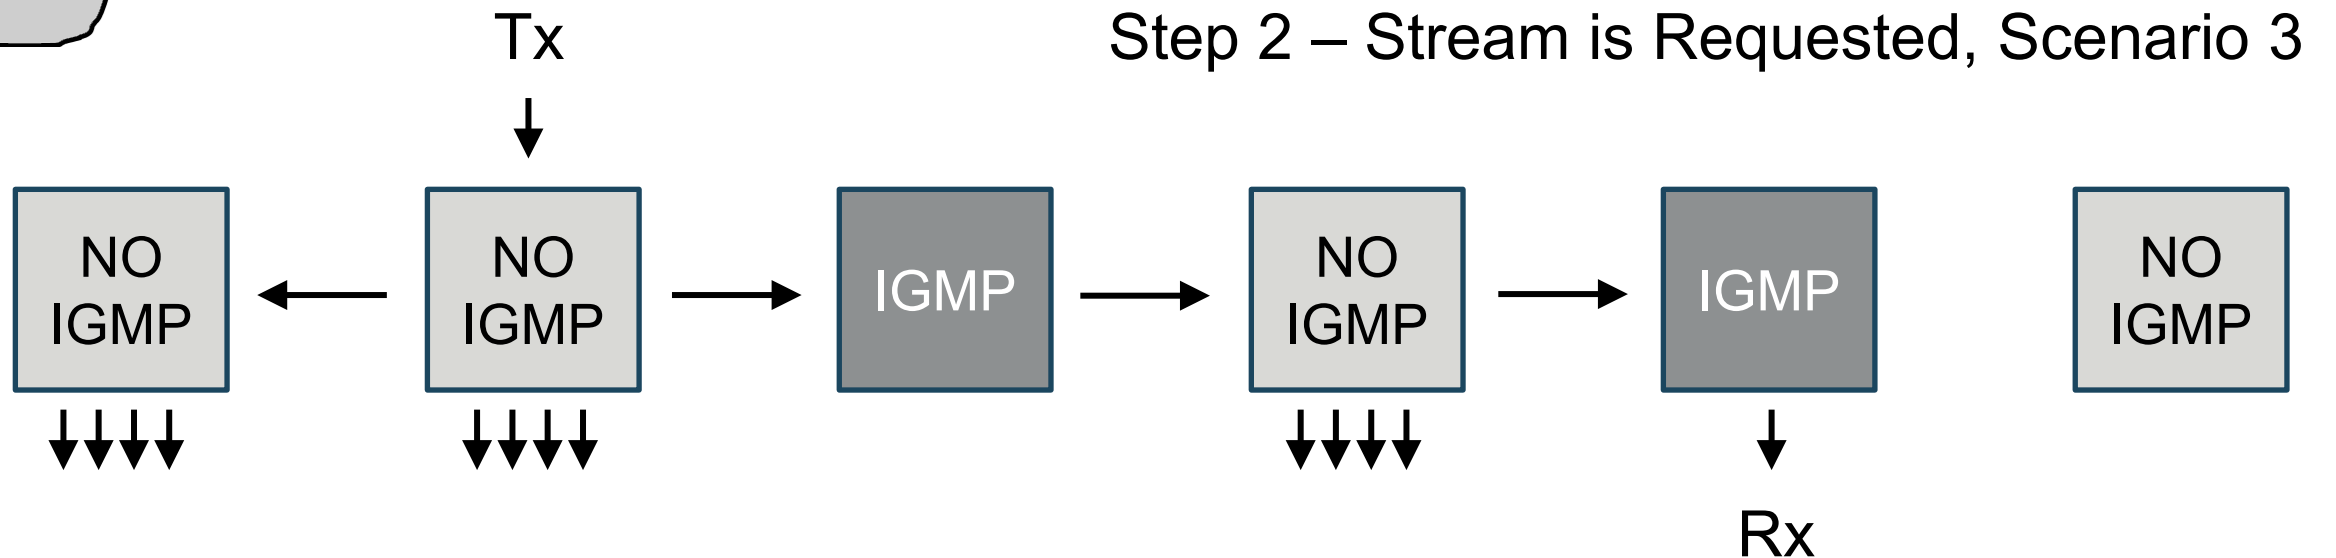 Tx
Step 2 – Stream is Requested, Scenario 3
NO
IGMP
NO
IGMP
IGMP
NO
IGMP
IGMP
NO
IGMP
Rx